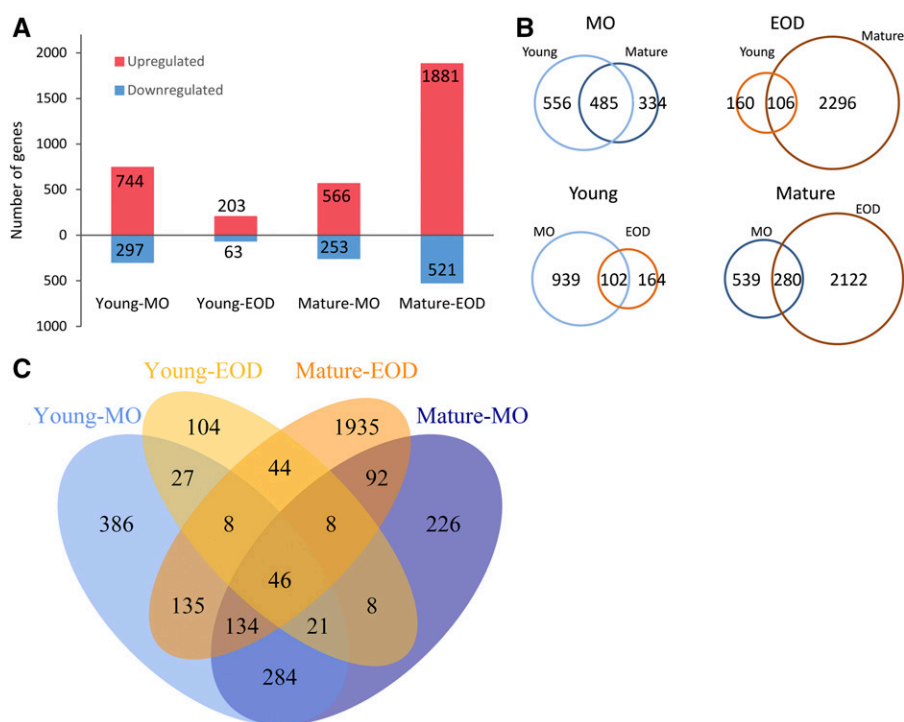 A
Number of genes
2000
1500
1000
500
0
500
1000
Upregulated
Downregulated
744
203
566
1881
297
63
253
521
Young-MO
Young-EOD
Mature-MO
Mature-EOD
B
MO
Young
Mature
556
485
334
EOD
Young
Mature
160
106
2296
Young
MO
EOD
939
102
164
Mature
MO
EOD
539
280
2122
C
Young-EOD
Mature-EOD
Young-MO
Mature-MO
104
1935
27
44
92
386
8
8
226
46
135
8
134
21
284